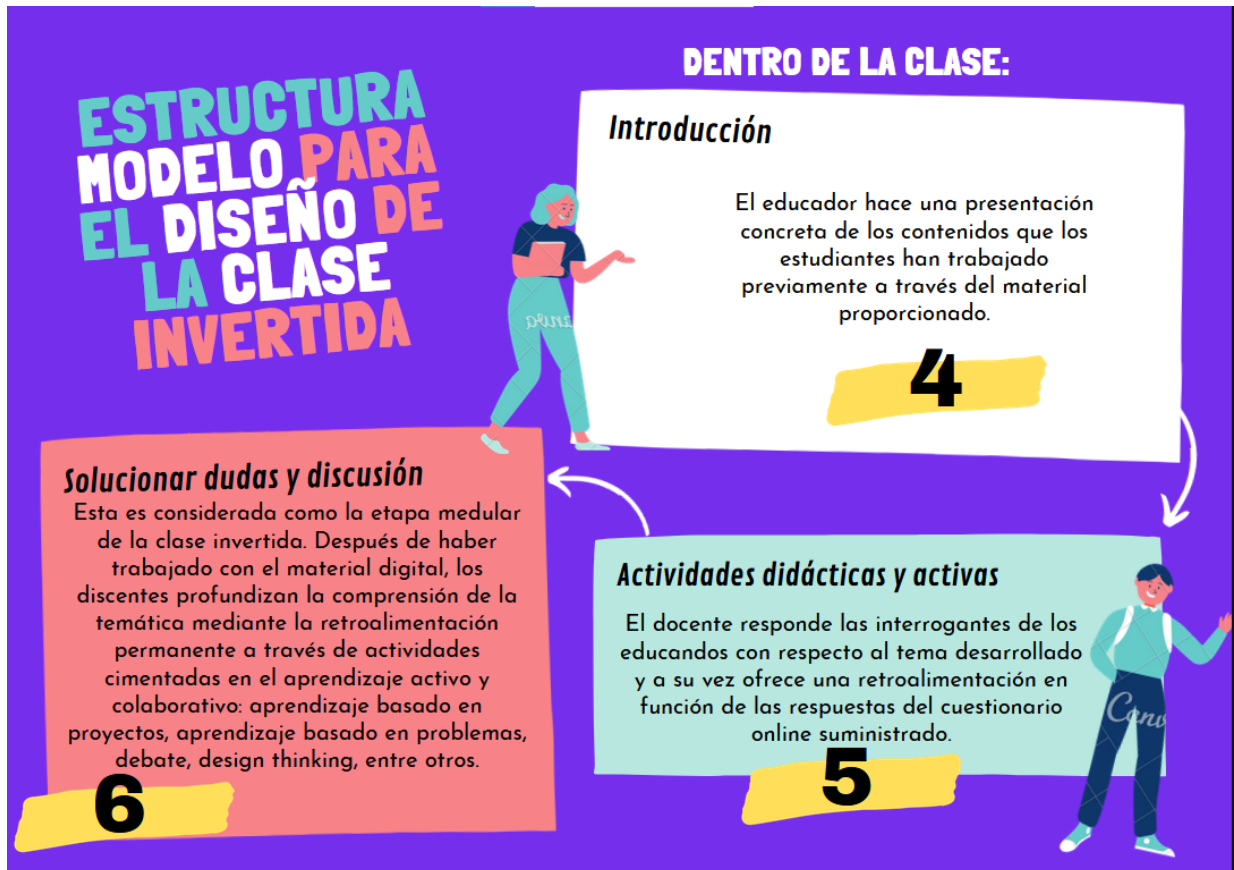 ESTRUCTURA
MODELO PARA
EL DISEÑO DE
LA CLASE
INVERTIDA
DENTRO DE LA CLASE:
Introducción
El educador hace una presentación
concreta de los contenidos que los
estudiantes han trabajado
previamente a través del material
proporcionado.
4
Actividades didácticas y activas
El docente responde las interrogantes de los
educandos con respecto al tema desarrollado
y a su vez ofrece una retroalimentación en
función de las respuestas del cuestionario
online suministrado.
5
Solucionar dudas y discusión
Esta es considerada como la etapa medular
de la clase invertida. Después de haber
trabajado con el material digital, los
discentes profundizan la comprensión de la
temática mediante la retroalimentación
permanente a través de actividades
cimentadas en el aprendizaje activo y
colaborativo: aprendizaje basado en
proyectos, aprendizaje basado en problemas,
debate, design thinking, entre otros.
6